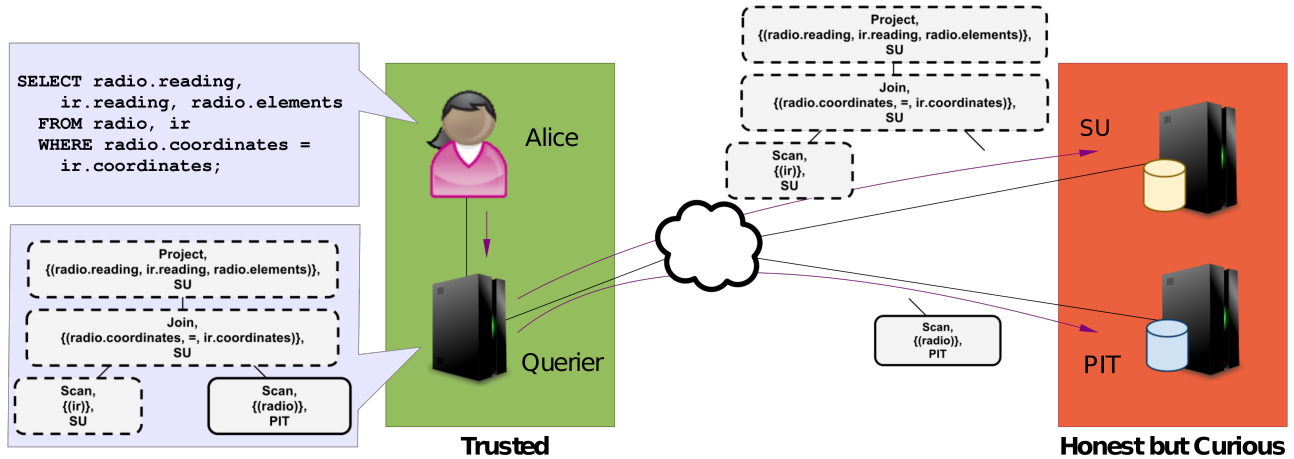 SELECT radio.reading,
ir.reading, radio.elements
FROM radio, ir
WHERE radio.coordinates =
ir.coordinates;
Project,
{(radio.reading, ir.reading, radio.elements)},
SU
Join,
{(radio.coordinates, =, ir.coordinates)},
SU
Scan,
{(ir)},
SU
Scan,
{(radio)},
PIT
Alice
Querier
Trusted
Project,
{(radio.reading, ir.reading, radio.elements)},
SU
Join,
{(radio.coordinates, =, ir.coordinates)},
SU
Scan,
{(ir)},
SU
Scan,
{(radio)},
PIT
SU
PIT
Honest but Curious